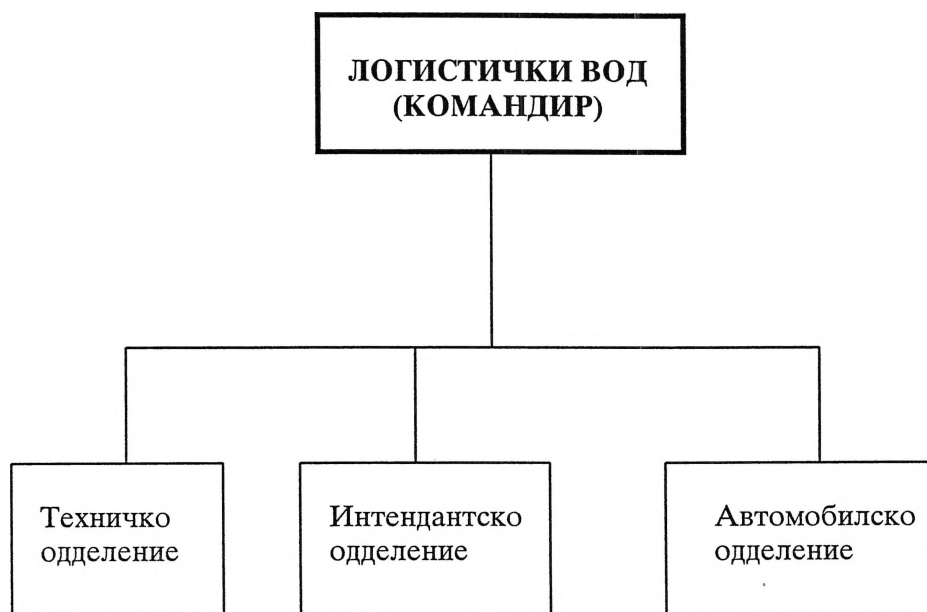 ЛОГИСТИЧКИ ВОД
(КОМАНДИР)
Техничко
одделение
Интендантско
одделение
Автомобилско
одделение